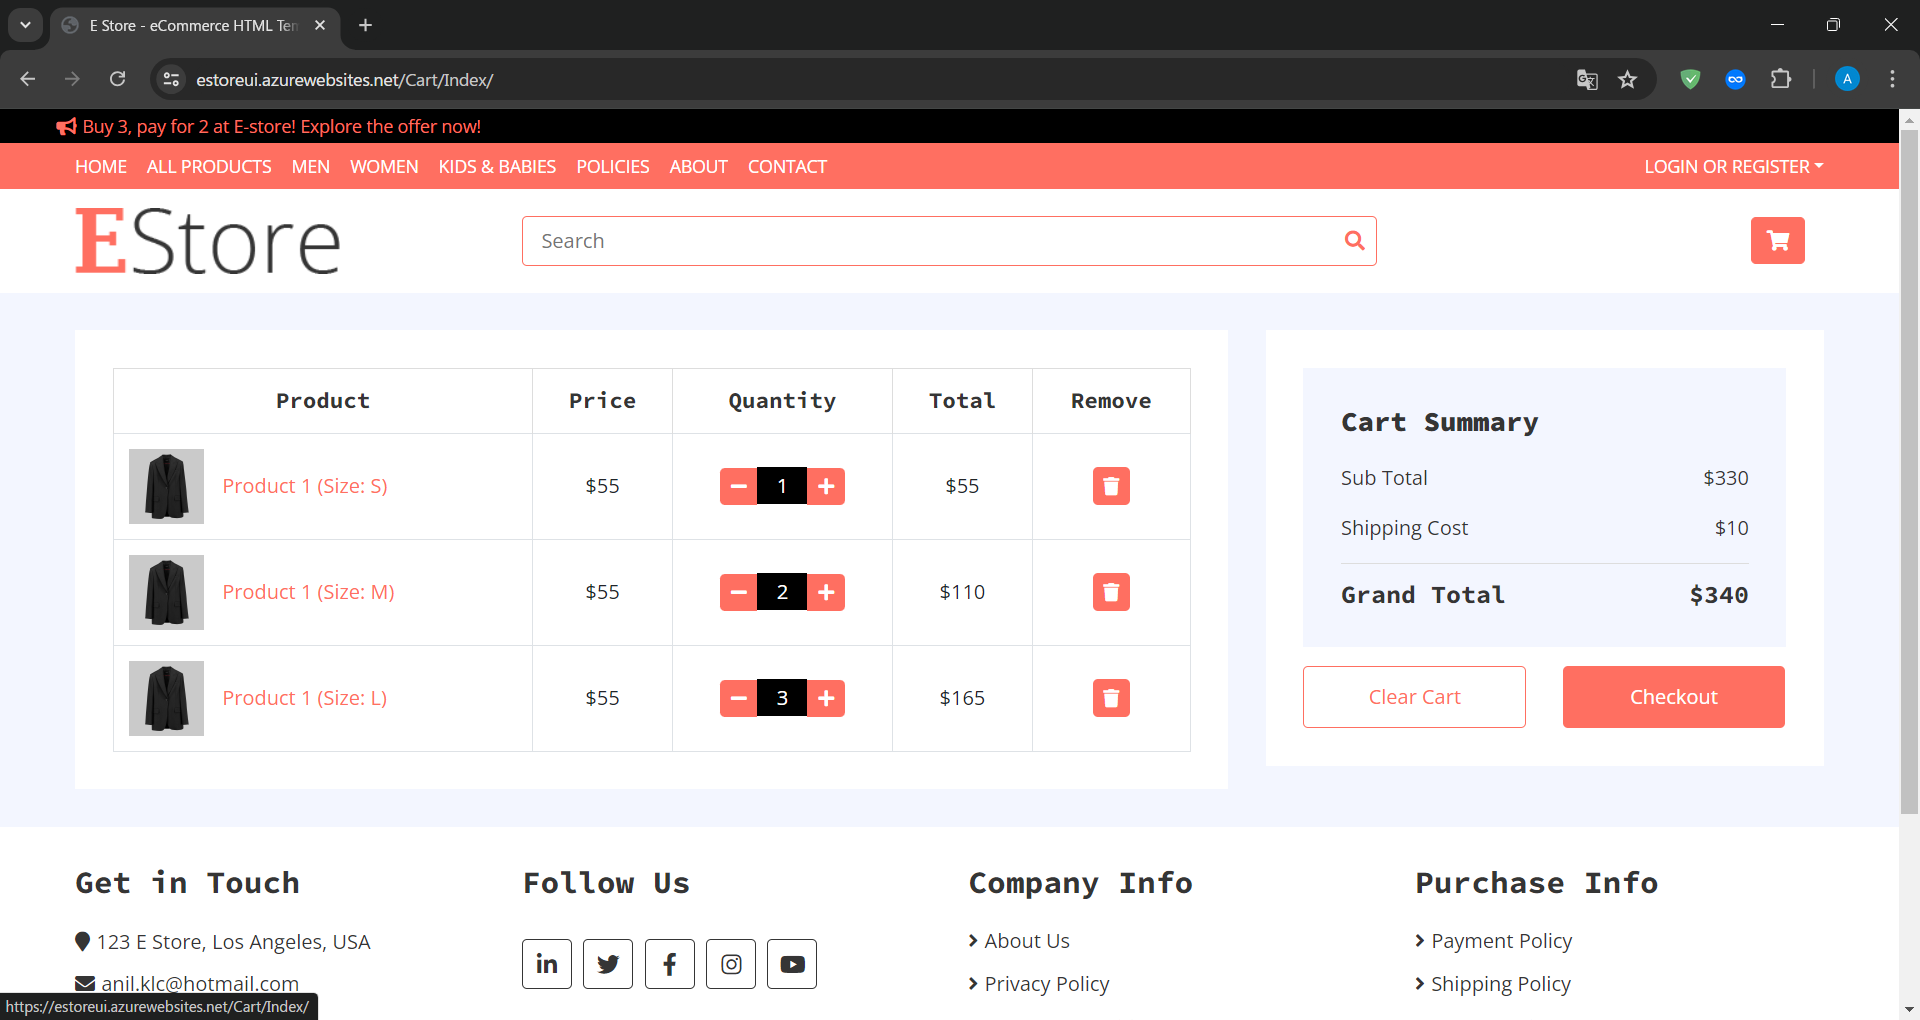 E Store - eCommerce HTML Ten
estoreui.azurewebsites.net/Cart/Index/
A
Buy 3, pay for 2 at E-store! Explore the offer now!
HOME ALL PRODUCTS MEN WOMEN KIDS & BABIES POLICIES ABOUT CONTACT LOGIN OR REGISTER
EStore
Search
Product Price Quantity Total Remove
Product 1 (Size: S) $55 1 $55
Product 1 (Size: M) $55 2 $110
Product 1 (Size: L) $55 3 $165
Cart Summary
Sub Total $330
Shipping Cost $10
Grand Total $340
Clear Cart Checkout
Get in Touch
123 E Store, Los Angeles, USA
anil.klc@hotmail.com
Follow Us
Company Info
About Us
Privacy Policy
Purchase Info
Payment Policy
Shipping Policy
https://estoreui.azurewebsites.net/Cart/Index/